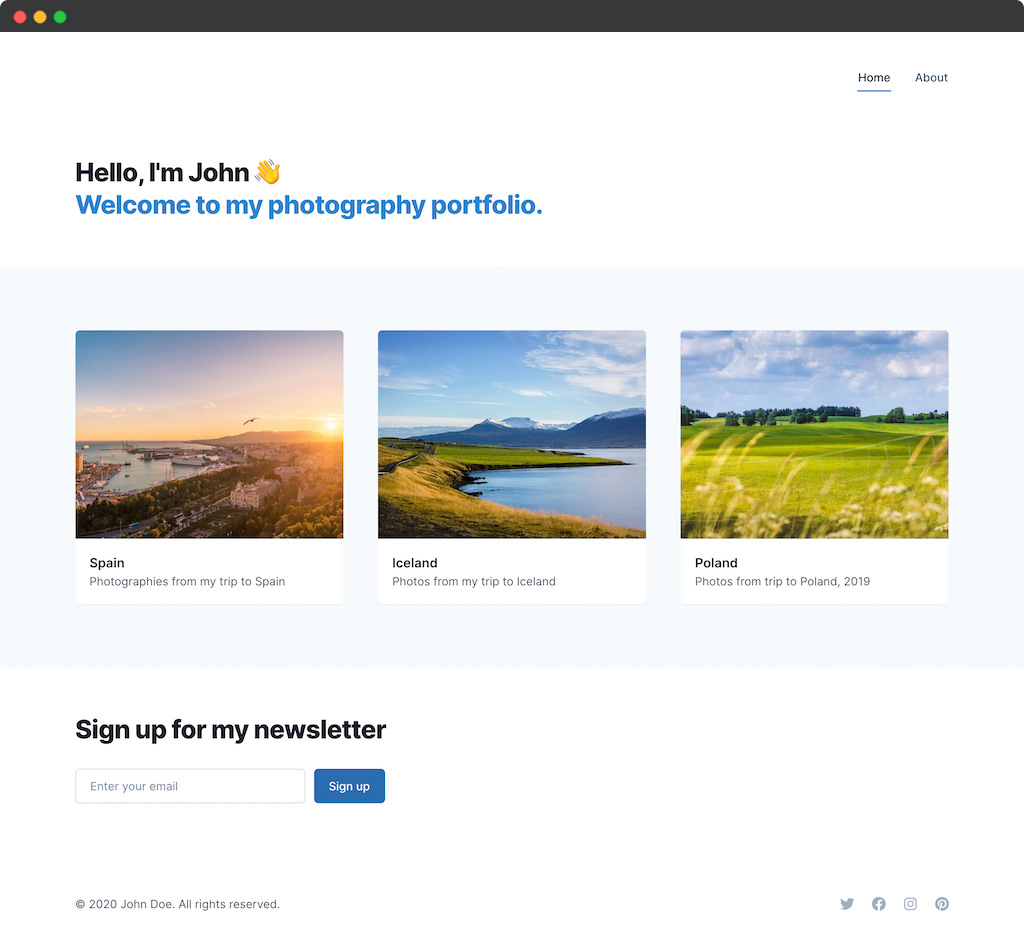 Home About
Hello, I'm John 👋
Welcome to my photography portfolio.
Spain
Photographies from my trip to Spain
Iceland
Photos from my trip to Iceland
Poland
Photos from trip to Poland, 2019
Sign up for my newsletter
Enter your email
Sign up
© 2020 John Doe. All rights reserved.